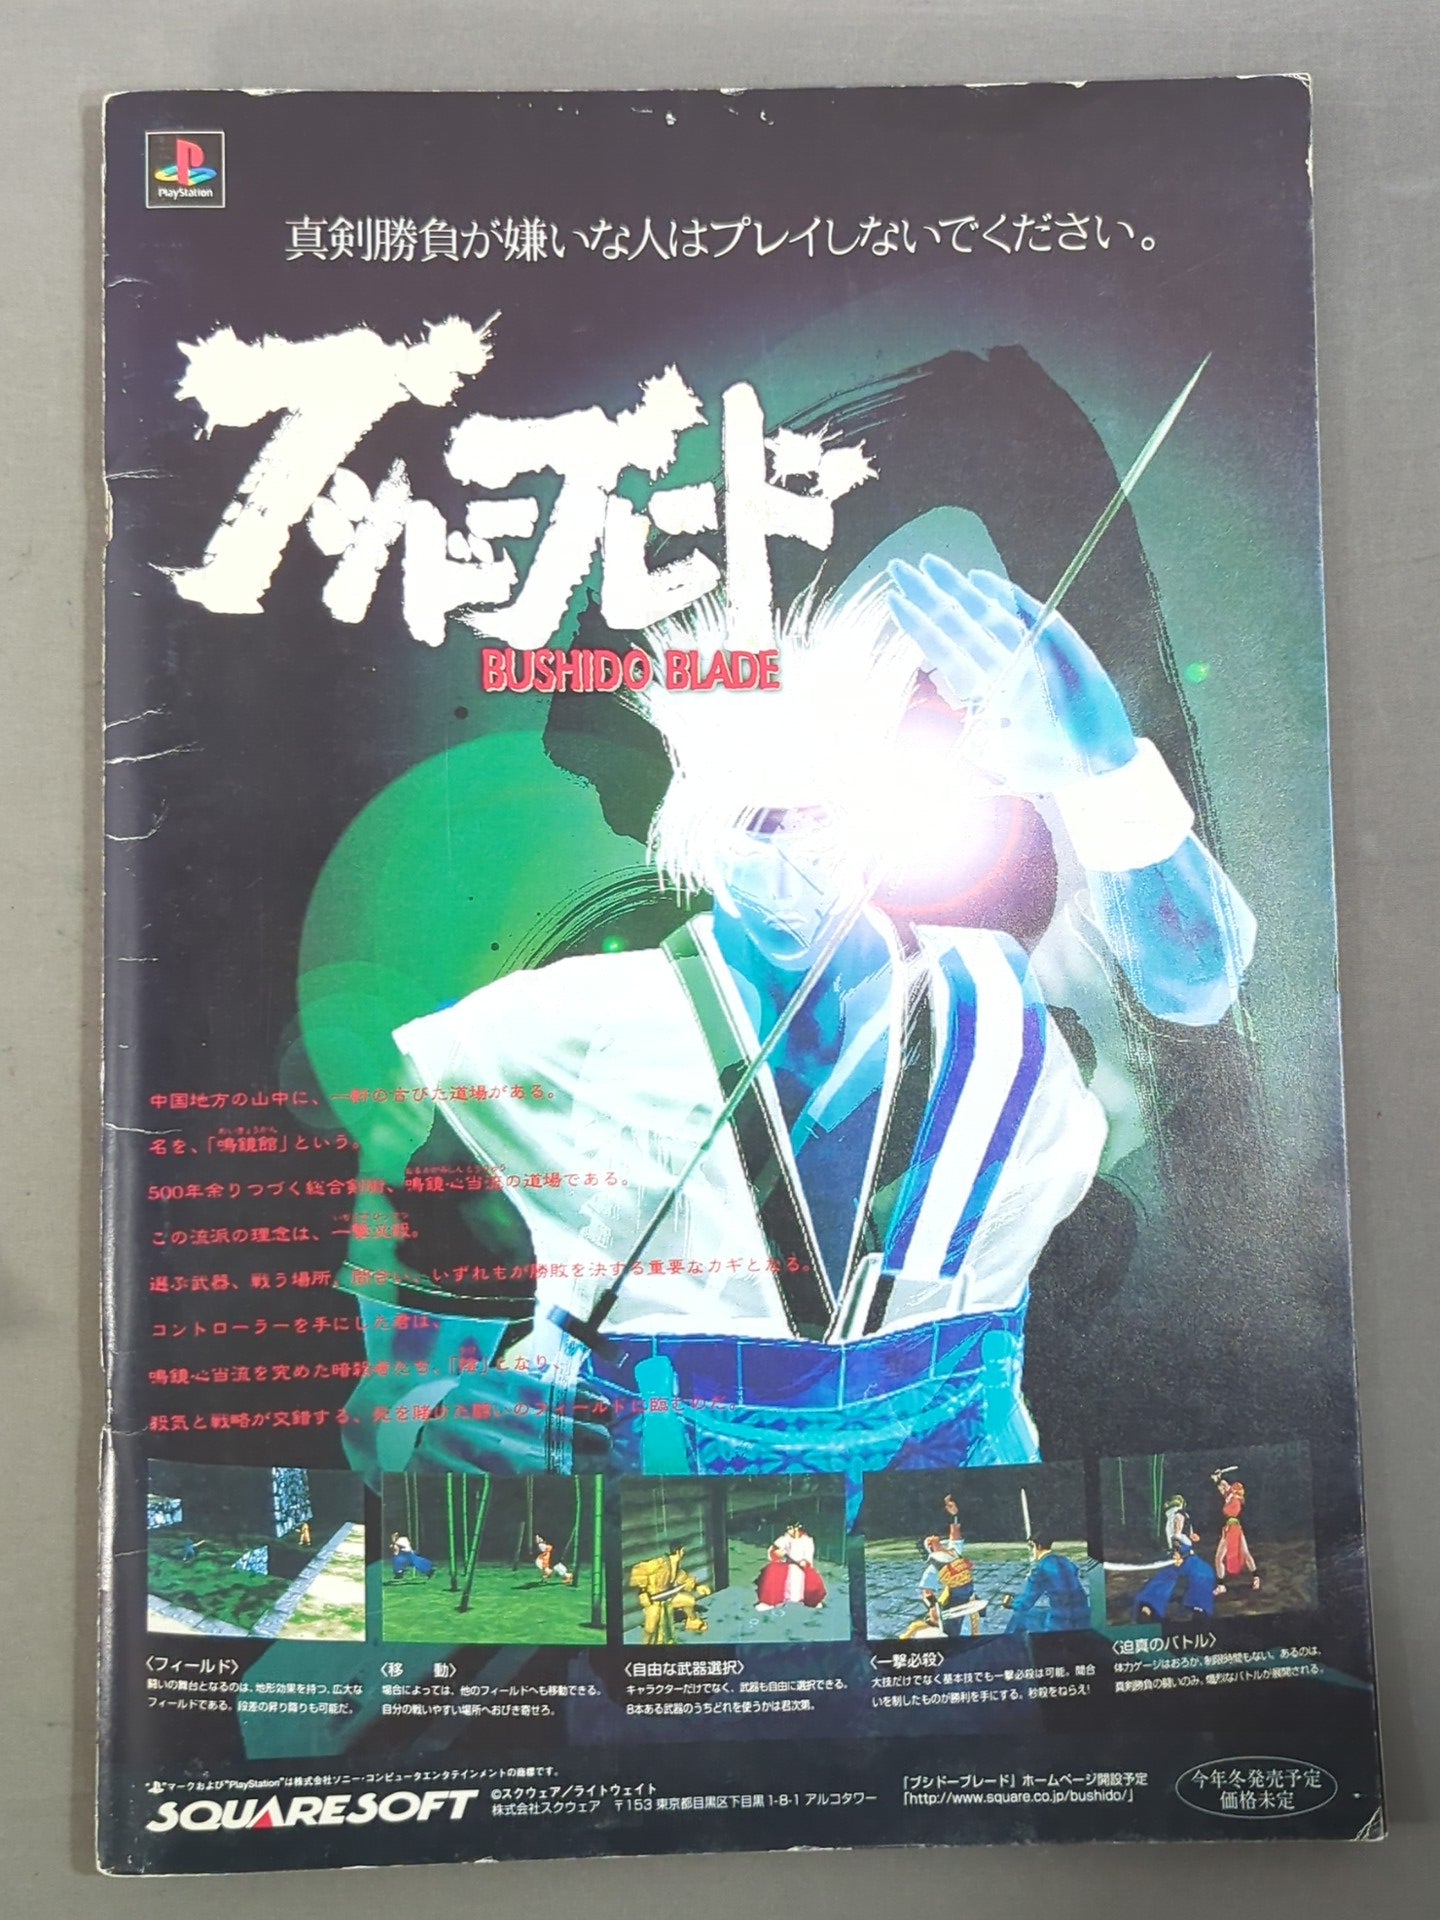 PlayStation
真剣勝負が嫌いな人はプレイしないでください。
ブシドーブレード
BUSHIDO BLADE
中国地方の山中に、一軒の古びた道場がある。
めいきょうかん
名を、「鳴鏡館」という。
500年余りつづく総合剣術、鳴鏡心当流の道場である。
この流派の理念は、一撃必殺。
選ぶ武器、戦う場所、間合い、いずれもが勝敗を決する重要なカギとなる。
コントローラーを手にした君は、
鳴鏡心当流を究めた暗殺者たち、「
」となり、
殺気と戦略が交錯する、死を賭けた闘いのフィールドに臨むのだ。
〈フィールド〉
闘いの舞台となるのは、地形効果を持つ、広大な
フィールドである。段差の昇り降りも可能だ。
〈移　動〉
場合によっては、他のフィールドへも移動できる。
自分の戦いやすい場所へおびき寄せろ。
〈自由な武器選択〉
キャラクターだけでなく、武器も自由に選択できる。
8本ある武器のうちどれを使うかは君次第。
〈一撃必殺〉
大技だけでなく基本技でも一撃必殺は可能。間合
いを制したものが勝利を手にする。秒殺をねらえ!
〈迫真のバトル〉
体力ゲージはおろか、制限時間もない。あるのは、
真剣勝負の闘いのみ。熾烈なバトルが展開される。
"PS"マークおよび"PlayStation"は株式会社ソニー・コンピュータエンタテインメントの商標です。
SQUARESOFT
©スクウェア／ライトウェイト
株式会社スクウェア　〒153 東京都目黒区下目黒 1-8-1 アルコタワー
『ブシドーブレード』ホームページ開設予定
「http://www.square.co.jp/bushido/」
今年冬発売予定
価格未定